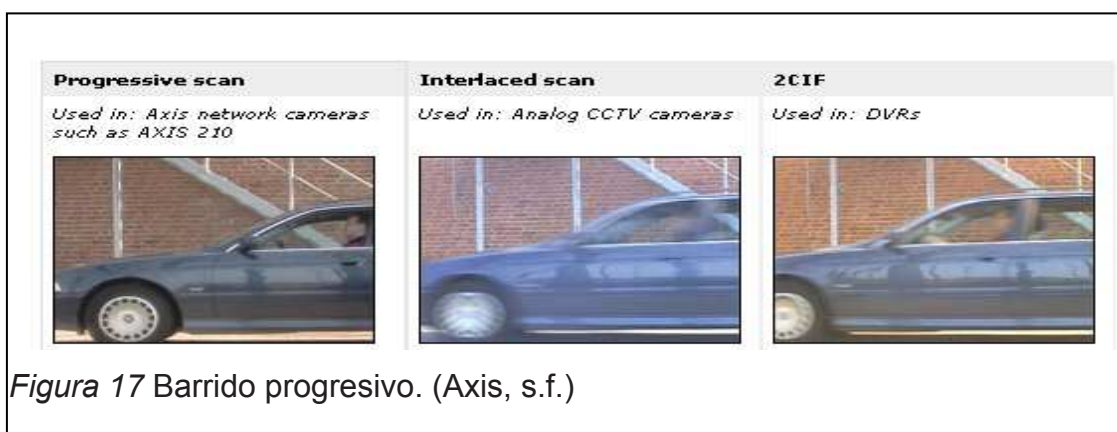 Progressive scan
Used in: Axis network cameras
such as AXIS 210
Interlaced scan
Used in: Analog CCTV cameras
2CIF
Used in: DVRs
Figura 17 Barrido progresivo. (Axis, s.f.)